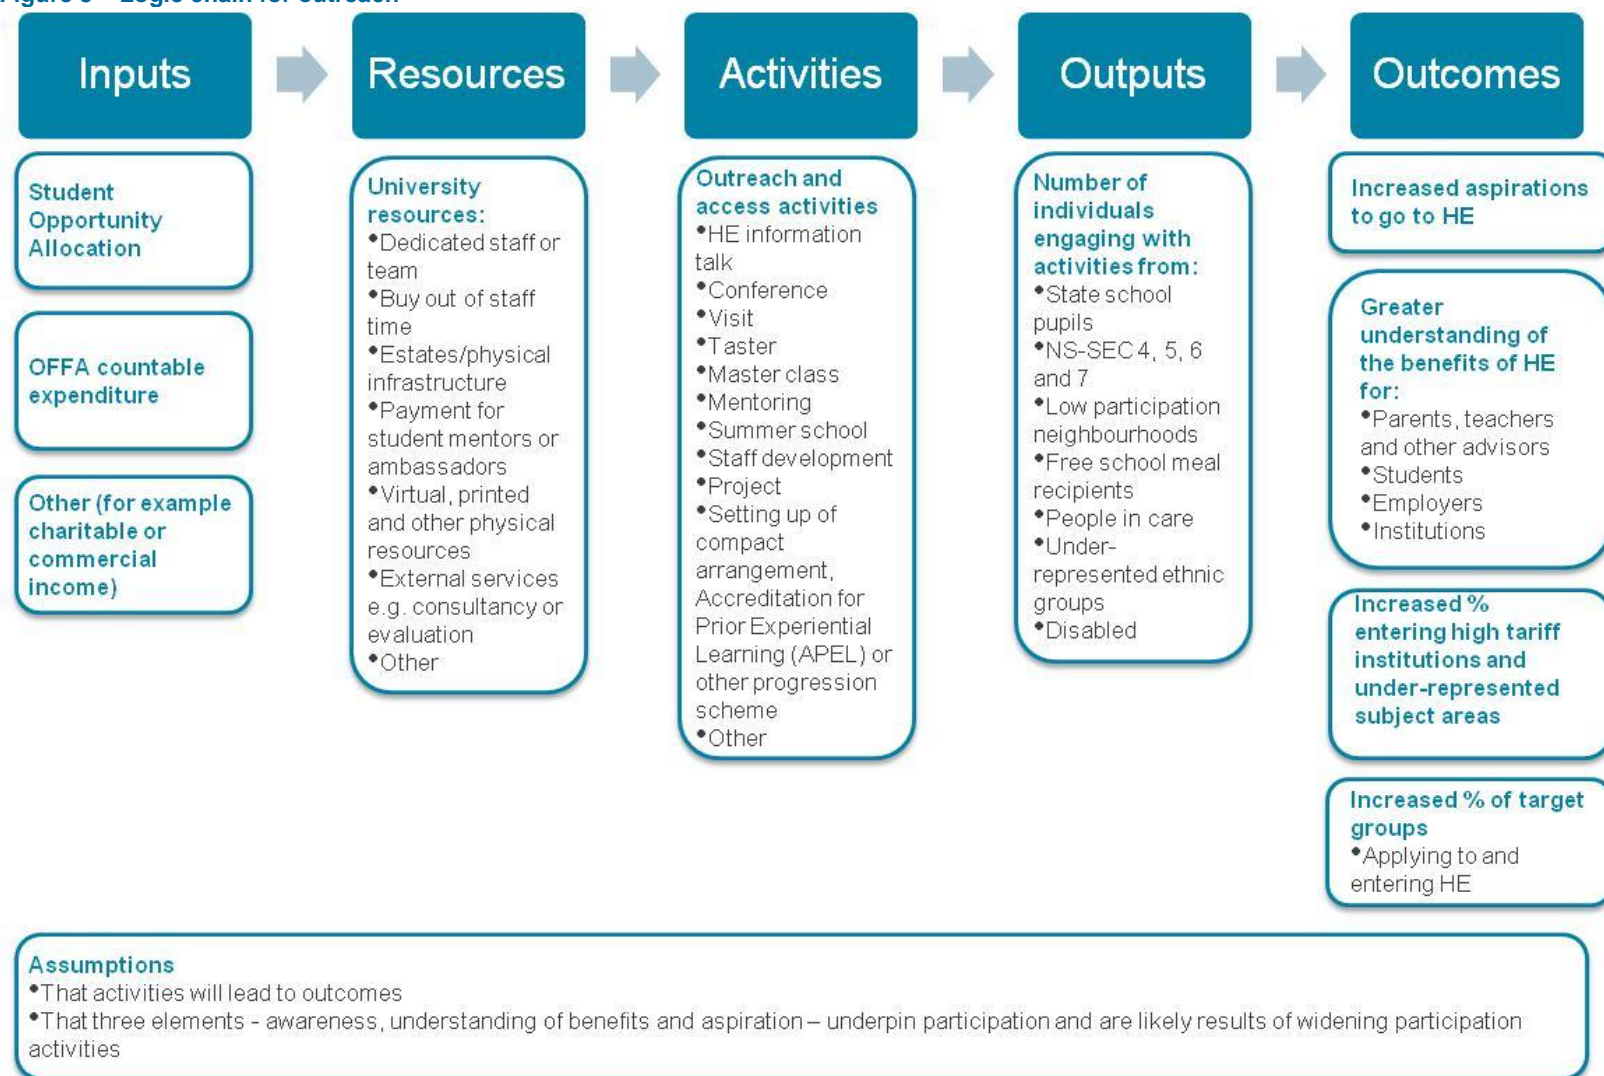 Figure 3 – Logic chain for outreach
Inputs
Resources
Activities
Outputs
Outcomes
Student
Opportunity
Allocation
OFFA countable
expenditure
Other (for example
charitable or
commercial
income)
University
resources:
•Dedicated staff or
team
•Buy out of staff
time
•Estates/physical
infrastructure
•Payment for
student mentors or
ambassadors
•Virtual, printed
and other physical
resources
•External services
e.g. consultancy or
evaluation
•Other
Outreach and
access activities
•HE information
talk
•Conference
•Visit
•Taster
•Master class
•Mentoring
•Summer school
•Staff development
•Project
•Setting up of
compact
arrangement,
Accreditation for
Prior Experiential
Learning (APEL) or
other progression
scheme
•Other
Number of
individuals
engaging with
activities from:
•State school
pupils
•NS-SEC 4, 5, 6
and 7
•Low participation
neighbourhoods
•Free school meal
recipients
•People in care
•Under-
represented ethnic
groups
•Disabled
Increased aspirations
to go to HE
Greater
understanding of
the benefits of HE
for:
•Parents, teachers
and other advisors
•Students
•Employers
•Institutions
Increased %
entering high tariff
institutions and
under-represented
subject areas
Increased % of target
groups
•Applying to and
entering HE
Assumptions
•That activities will lead to outcomes
•That three elements - awareness, understanding of benefits and aspiration – underpin participation and are likely results of widening participation
activities